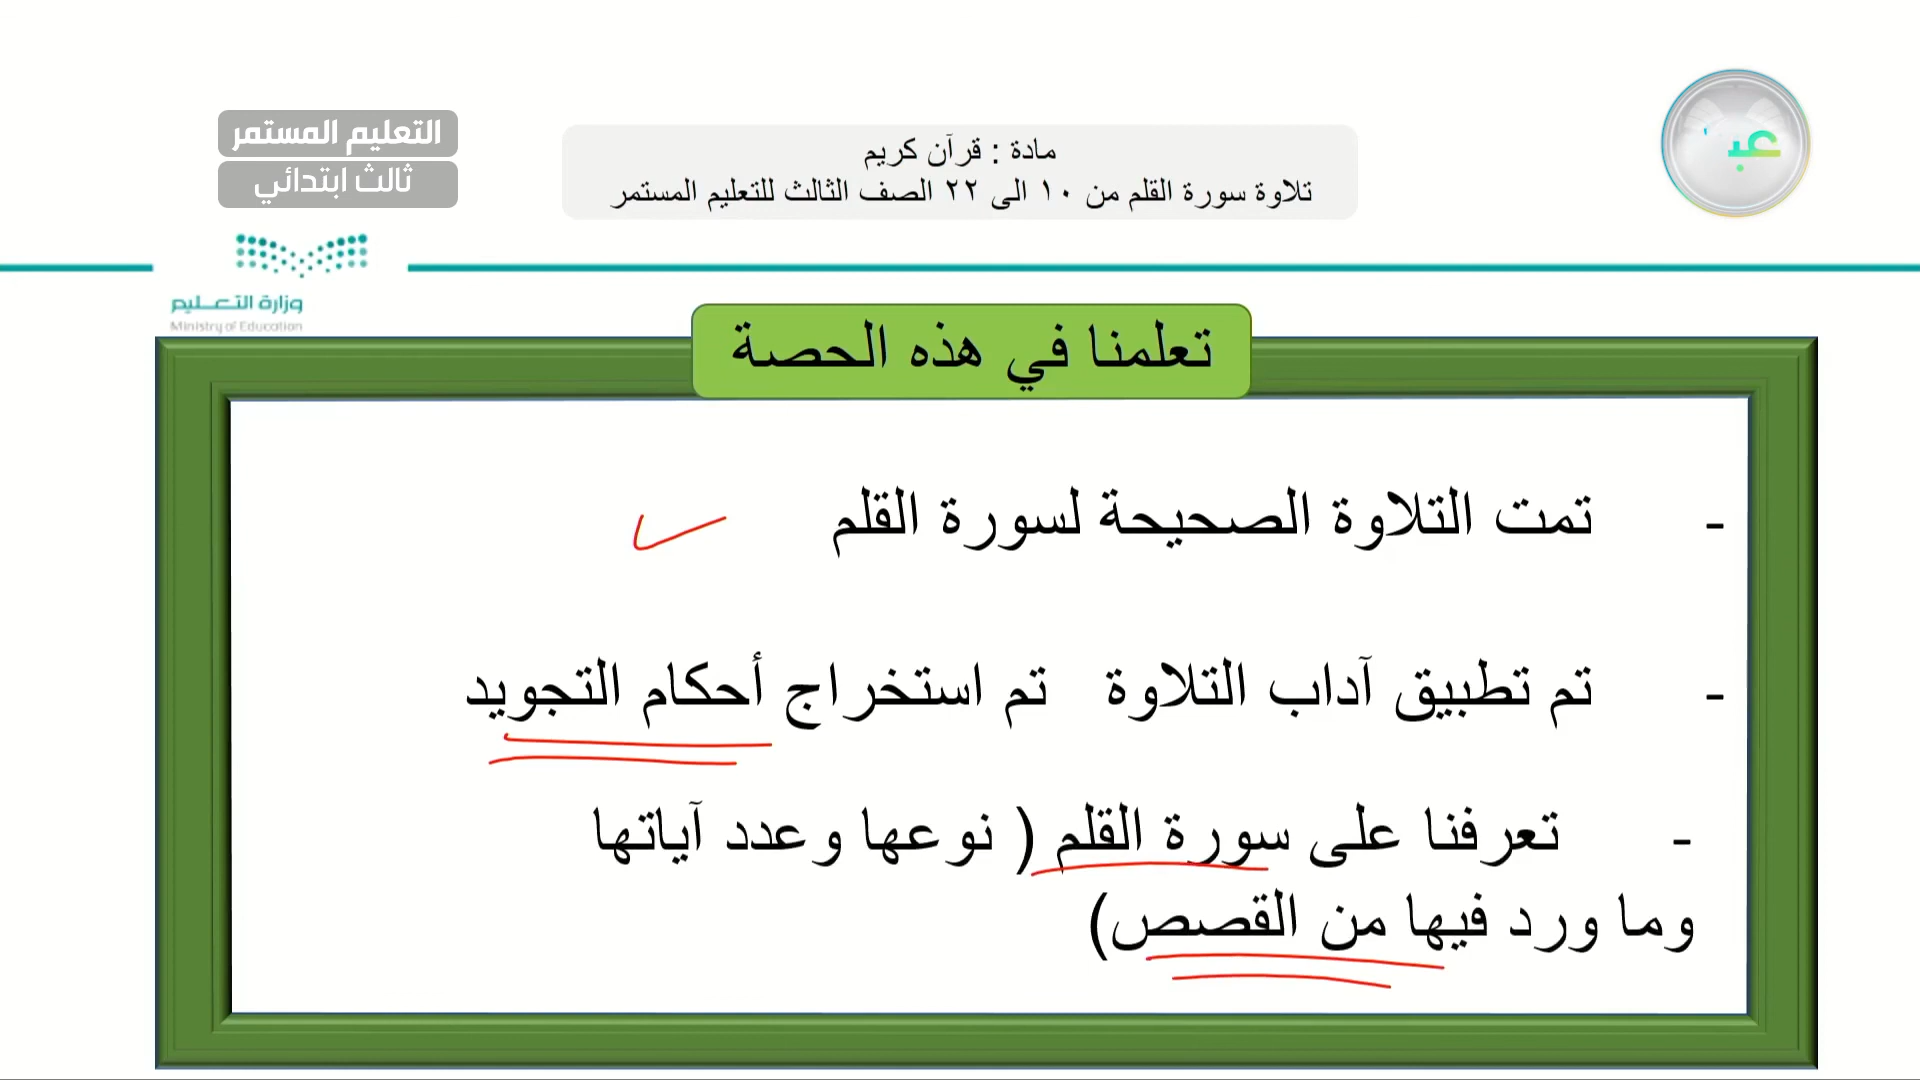 التعليم المستمر
ثالث ابتدائي
مادة : قرآن كريم
تلاوة سورة القلم من ١٠ الى ٢٢ الصف الثالث للتعليم المستمر
وزارة التعليم
Ministry of Education
تعلمنا في هذه الحصة
- تمت التلاوة الصحيحة لسورة القلم
- تم تطبيق آداب التلاوة تم استخراج أحكام التجويد
- تعرفنا على سورة القلم ( نوعها وعدد آياتها
وما ورد فيها من القصص)